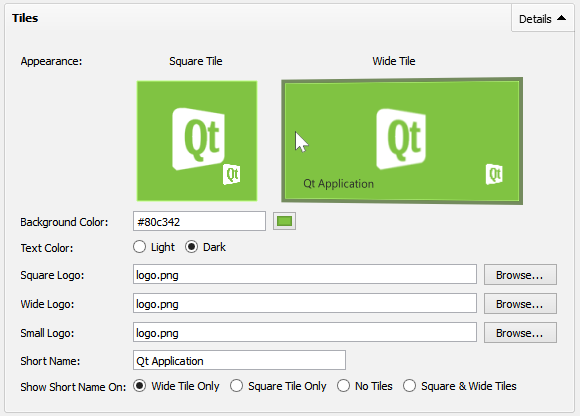 Tiles Details
Appearance: Square Tile Wide Tile
Qt Qt
Qt Qt
Qt Application
Background Color: #80c342
Text Color: Light Dark
Square Logo: logo.png Browse...
Wide Logo: logo.png Browse...
Small Logo: logo.png Browse...
Short Name: Qt Application
Show Short Name On: Wide Tile Only Square Tile Only No Tiles Square & Wide Tiles